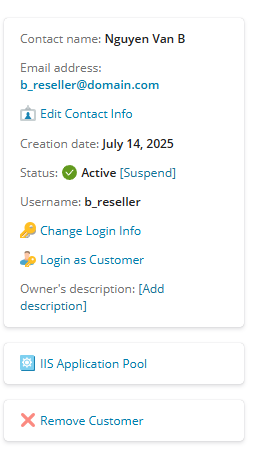 Contact name: Nguyen Van B
Email address:
b_reseller@domain.com
Edit Contact Info
Creation date: July 14, 2025
Status: Active [Suspend]
Username: b_reseller
Change Login Info
Login as Customer
Owner's description: [Add
description]
IIS Application Pool
Remove Customer